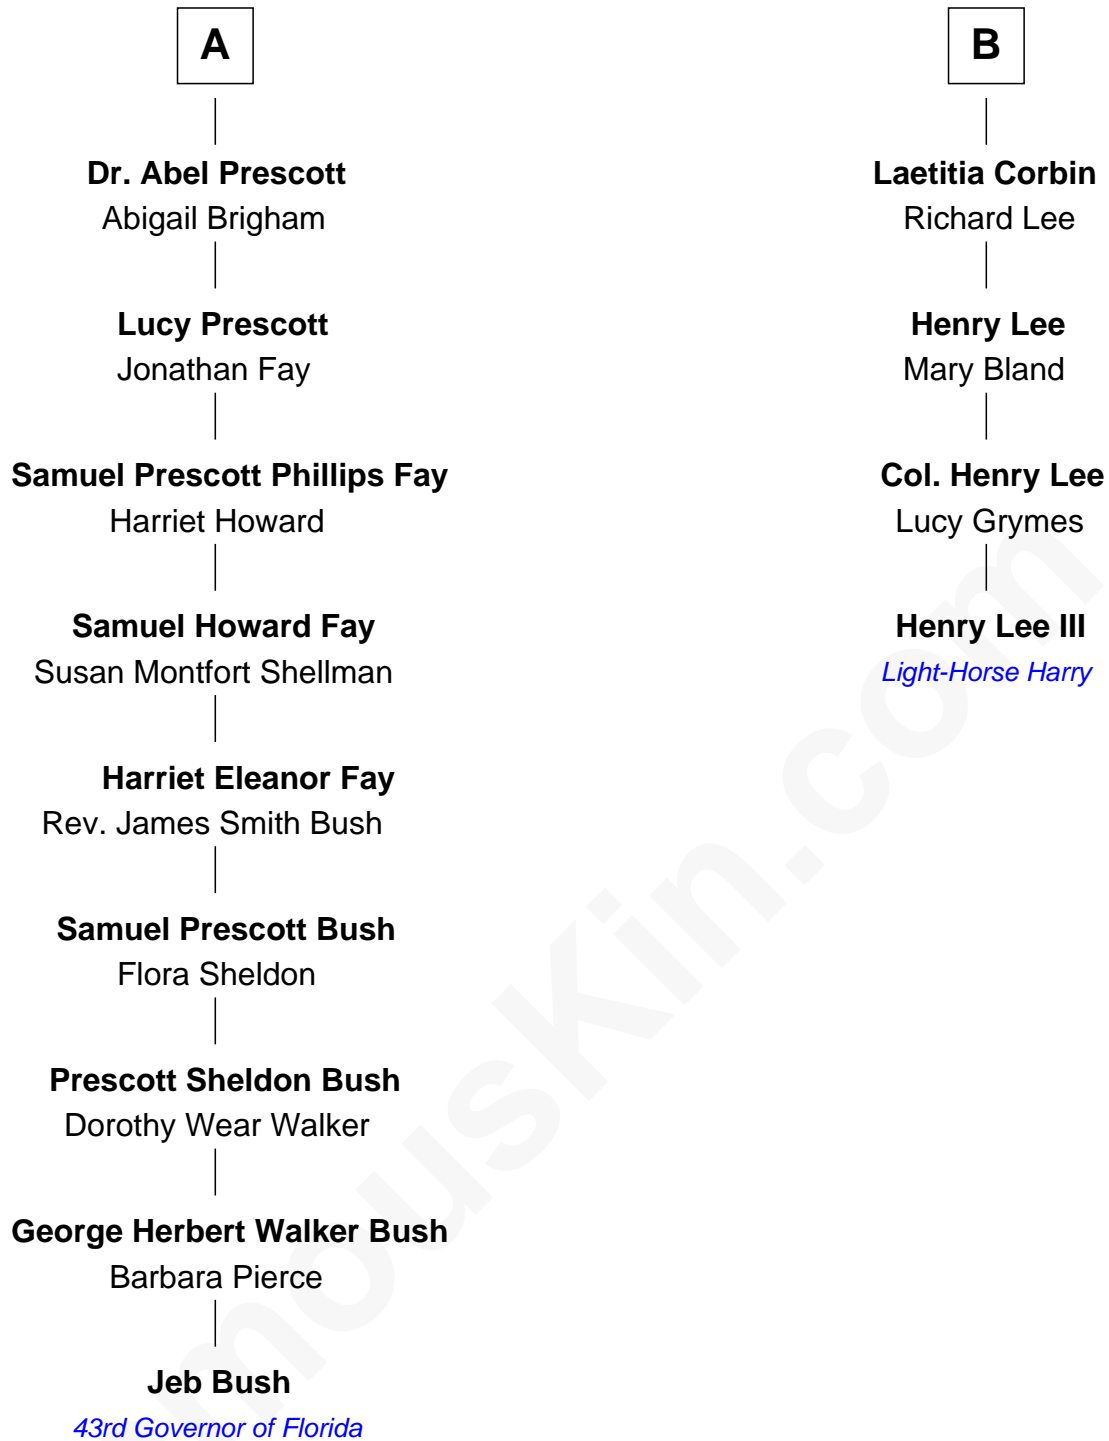 A
Dr. Abel Prescott
Abigail Brigham
Lucy Prescott
Jonathan Fay
Samuel Prescott Phillips Fay
Harriet Howard
Samuel Howard Fay
Susan Montfort Shellman
Harriet Eleanor Fay
Rev. James Smith Bush
Samuel Prescott Bush
Flora Sheldon
Prescott Sheldon Bush
Dorothy Wear Walker
George Herbert Walker Bush
Barbara Pierce
Jeb Bush
43rd Governor of Florida
B
Laetitia Corbin
Richard Lee
Henry Lee
Mary Bland
Col. Henry Lee
Lucy Grymes
Henry Lee III
Light-Horse Harry
mouskin.com